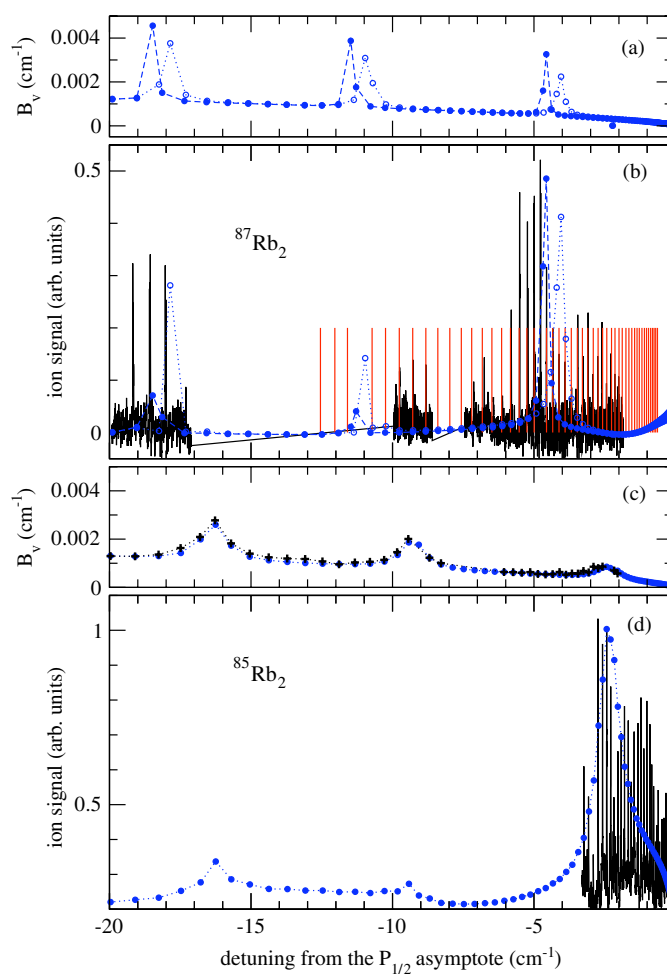 (a)
B_v (cm^-1)
0.004
0.002
0
(b)
ion signal (arb. units)
0.5
0
^87Rb_2
(c)
B_v (cm^-1)
0.004
0.002
0
(d)
ion signal (arb. units)
1
0.5
^85Rb_2
-20 -15 -10 -5
detuning from the P_1/2 asymptote (cm^-1)